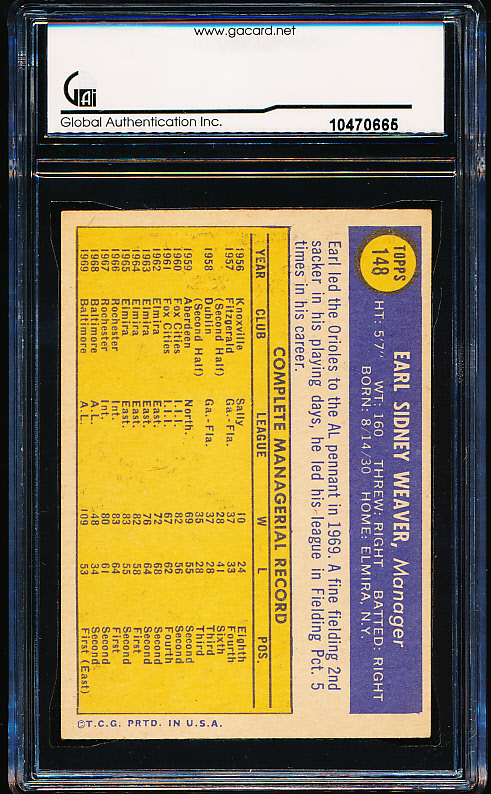 www.gacard.net
GAi
Global Authentication Inc.
10470665
TOPPS
148
EARL SIDNEY WEAVER, Manager
HT: 5'7" WT: 160 THREW: RIGHT BATTED: RIGHT
BORN: 8/14/30 HOME: ELMIRA, N.Y.
Earl led the Orioles to the AL pennant in 1969. A fine fielding 2nd
sacker in his playing days, he led his league in Fielding Pct. 5
times in his career.
COMPLETE MANAGERIAL RECORD
YEAR CLUB LEAGUE W L POS.
1956 Knoxville Sally 10 24 Eighth
1957 Fitzgerald Ga.-Fla. 37 33 Fourth
(Second Half) 28 41 Sixth
1958 Dublin Ga.-Fla. 37 28 Third
(Second Half) 35 21 Third
1959 Aberdeen North. 69 55 Second
1960 Fox Cities I.I.I. 82 56 Second
1961 Fox Cities I.I.I. 67 62 Fourth
1962 Elmira East. 72 68 Second
1963 Elmira East. 76 64 Second
1964 Elmira East. 82 58 First
1965 Elmira East. 83 55 Second
1966 Rochester Int. 83 64 First
1967 Rochester Int. 80 61 Second
1968 Baltimore A.L. 48 34 Second
1969 Baltimore A.L. 109 53 First (East)
©T.C.G. PRTD. IN U.S.A.